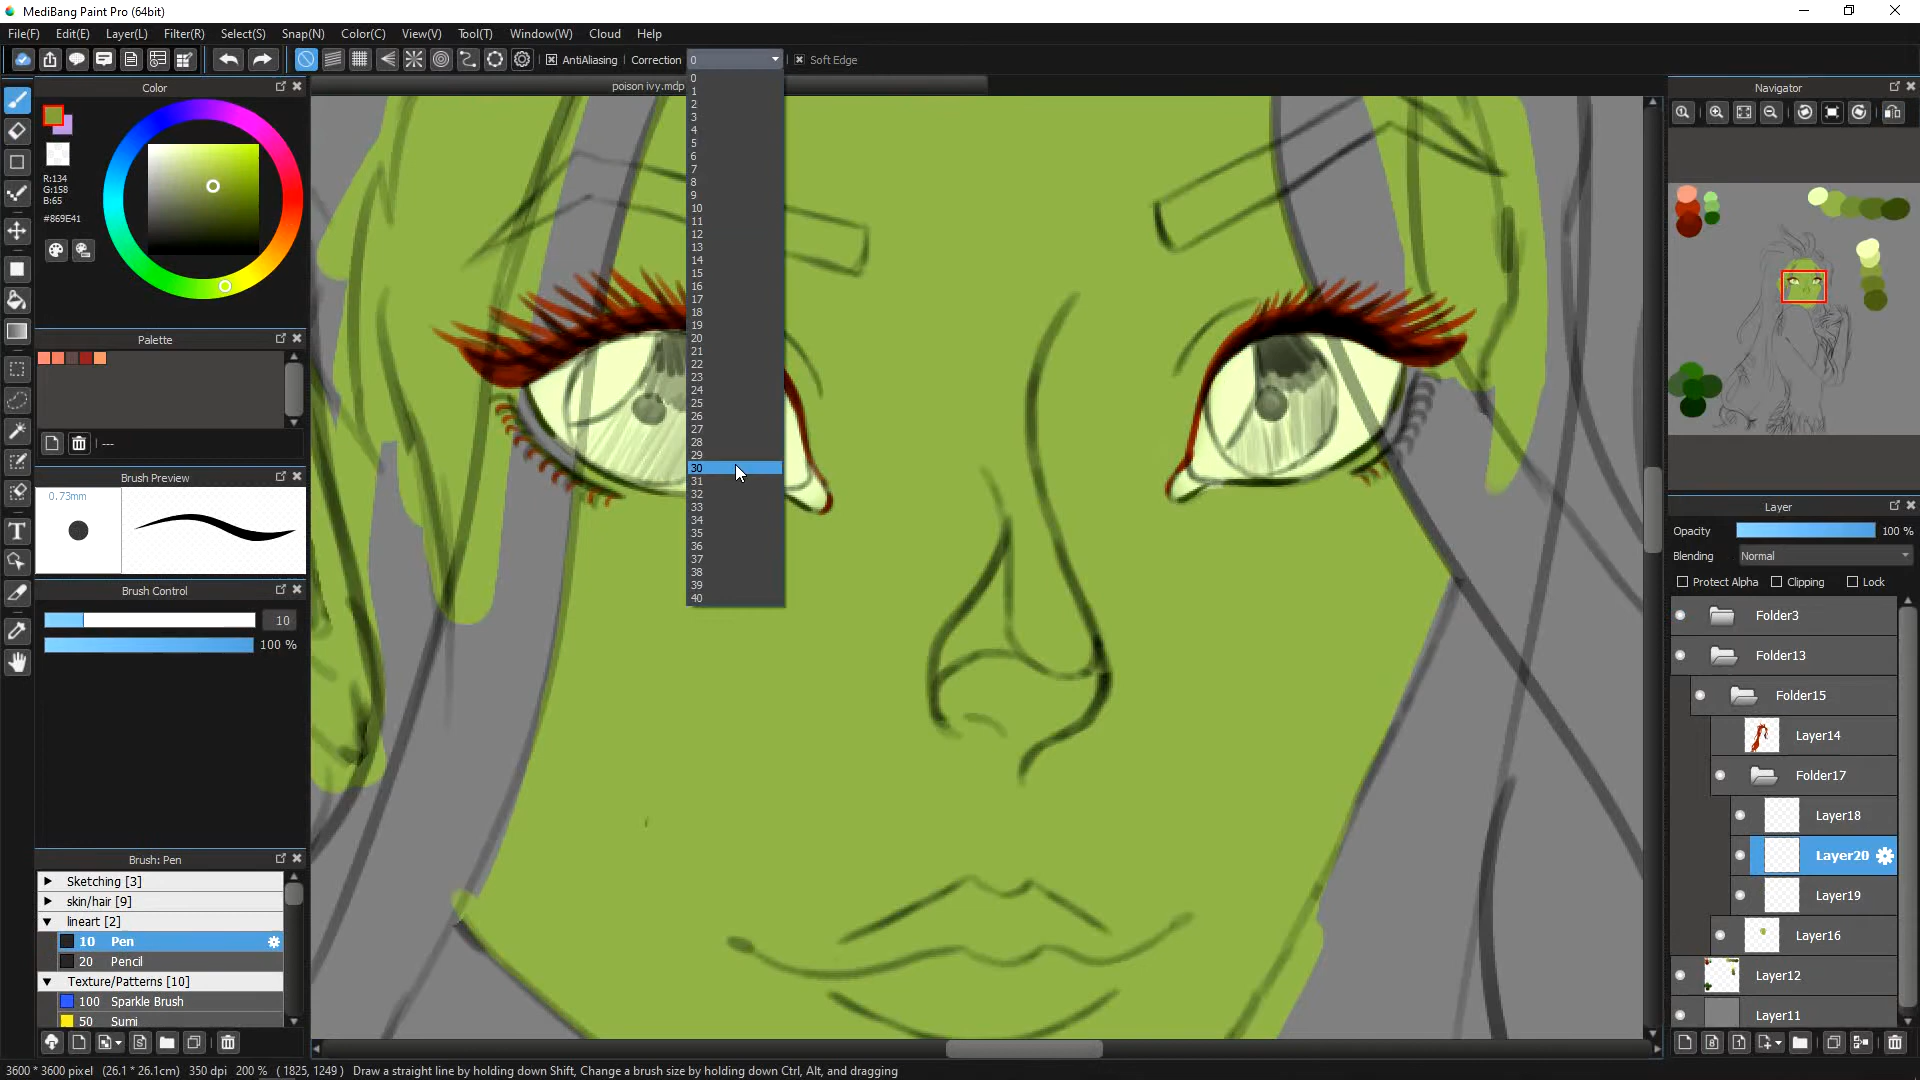 MediBang Paint Pro (64bit)
File(F) Edit(E) Layer(L) Filter(R) Select(S) Snap(N) Color(C) View(V) Tool(T) Window(W) Cloud Help
AntiAliasing Correction 0 Soft Edge
Color
poison ivy.mdp
Navigator
R:134
G:158
B:65
#869E41
Palette
---
Brush Preview
0.73mm
Brush Control
10
100 %
Brush: Pen
Sketching [3]
skin/hair [9]
lineart [2]
10 Pen
20 Pencil
Texture/Patterns [10]
100 Sparkle Brush
50 Sumi
0
1
2
3
4
5
6
7
8
9
10
11
12
13
14
15
16
17
18
19
20
21
22
23
24
25
26
27
28
29
30
31
32
33
34
35
36
37
38
39
40
Layer
Opacity 100 %
Blending Normal
Protect Alpha Clipping Lock
Folder3
Folder13
Folder15
Layer14
Folder17
Layer18
Layer20
Layer19
Layer16
Layer12
Layer11
3600 * 3600 pixel (26.1 * 26.1cm) 350 dpi 200 % ( 1825, 1249 ) Draw a straight line by holding down Shift, Change a brush size by holding down Ctrl, Alt, and dragging